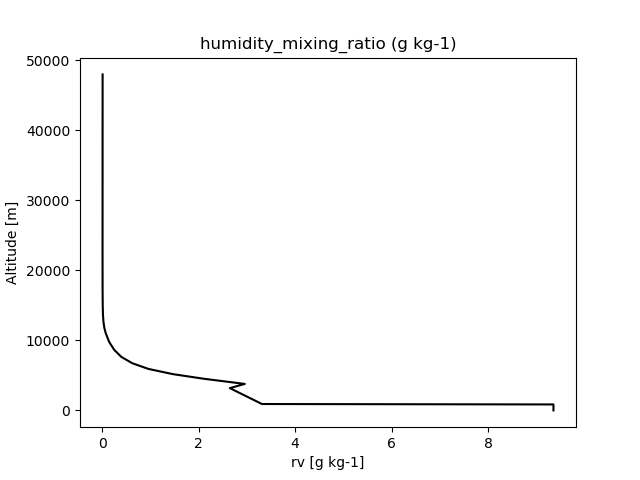 humidity_mixing_ratio (g kg-1)
50000
40000
30000
20000
10000
0
Altitude [m]
0 2 4 6 8
rv [g kg-1]